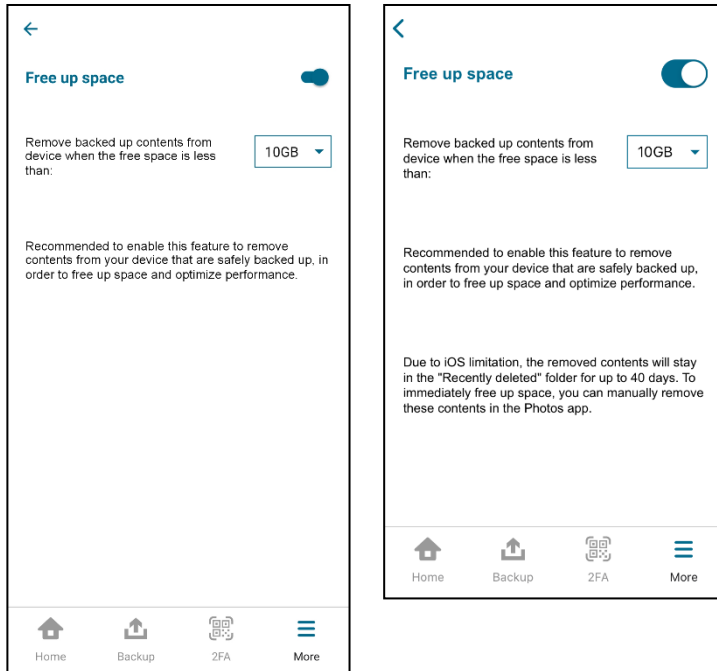 Free up space
Remove backed up contents from
device when the free space is less
than:
10GB
Recommended to enable this feature to remove
contents from your device that are safely backed up, in
order to free up space and optimize performance.
Home
Backup
2FA
More
Free up space
Remove backed up contents from
device when the free space is less
than:
10GB
Recommended to enable this feature to remove
contents from your device that are safely backed up,
in order to free up space and optimize performance.
Due to iOS limitation, the removed contents will stay
in the "Recently deleted" folder for up to 40 days. To
immediately free up space, you can manually remove
these contents in the Photos app.
Home
Backup
2FA
More